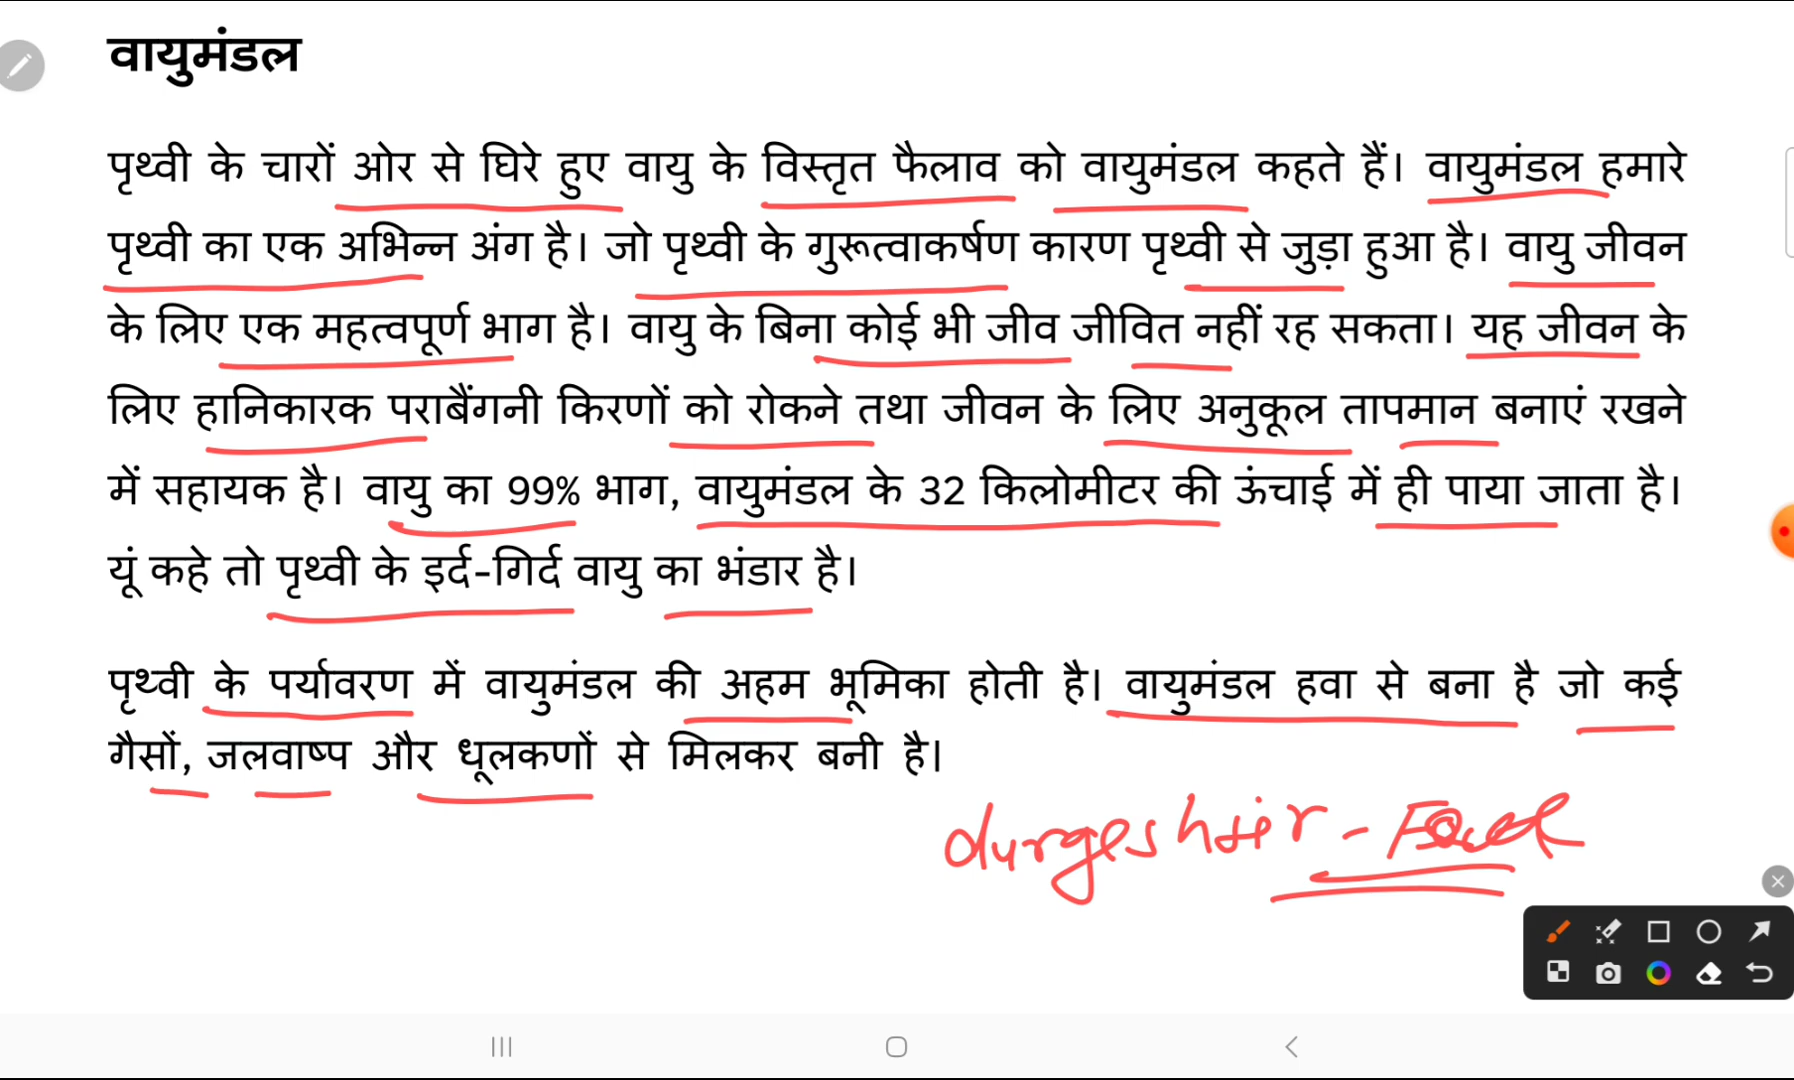 वायुमंडल
पृथ्वी के चारों ओर से घिरे हुए वायु के विस्तृत फैलाव को वायुमंडल कहते हैं। वायुमंडल हमारे
पृथ्वी का एक अभिन्न अंग है। जो पृथ्वी के गुरूत्वाकर्षण कारण पृथ्वी से जुड़ा हुआ है। वायु जीवन
के लिए एक महत्वपूर्ण भाग है। वायु के बिना कोई भी जीव जीवित नहीं रह सकता। यह जीवन के
लिए हानिकारक पराबैंगनी किरणों को रोकने तथा जीवन के लिए अनुकूल तापमान बनाएं रखने
में सहायक है। वायु का 99% भाग, वायुमंडल के 32 किलोमीटर की ऊंचाई में ही पाया जाता है।
यूं कहे तो पृथ्वी के इर्द-गिर्द वायु का भंडार है।
पृथ्वी के पर्यावरण में वायुमंडल की अहम भूमिका होती है। वायुमंडल हवा से बना है जो कई
गैसों, जलवाष्प और धूलकणों से मिलकर बनी है।